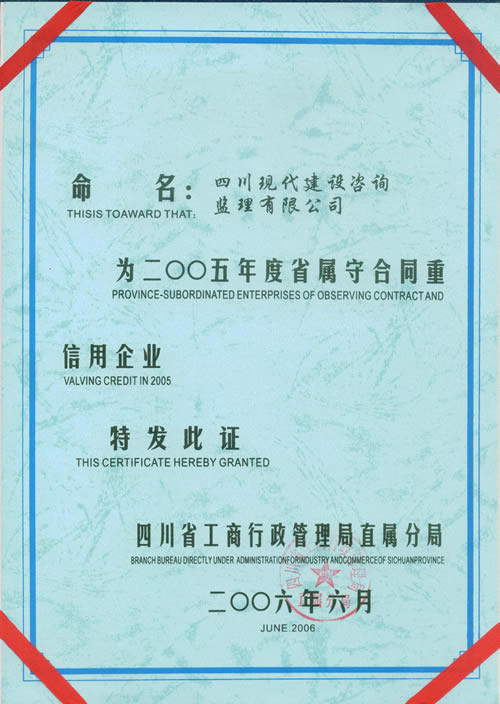 命 名：四川现代建设咨询
监理有限公司
THISIS TOAWARD THAT:
为二〇〇五年度省属守合同重
PROVINCE-SUBORDINATED ENTERPRISES OF OBSERVING CONTRACT AND
信用企业
VALVING CREDIT IN 2005
特发此证
THIS CERTIFICATE HEREBY GRANTED
四川省工商行政管理局直属分局
BRANCH BUREAU DIRECTLY UNDER ADMINISTRATIONFORINDUSTRY ANDCOMMERCEOF SICHUANPROVINCE
二〇〇六年六月
JUNE.2006